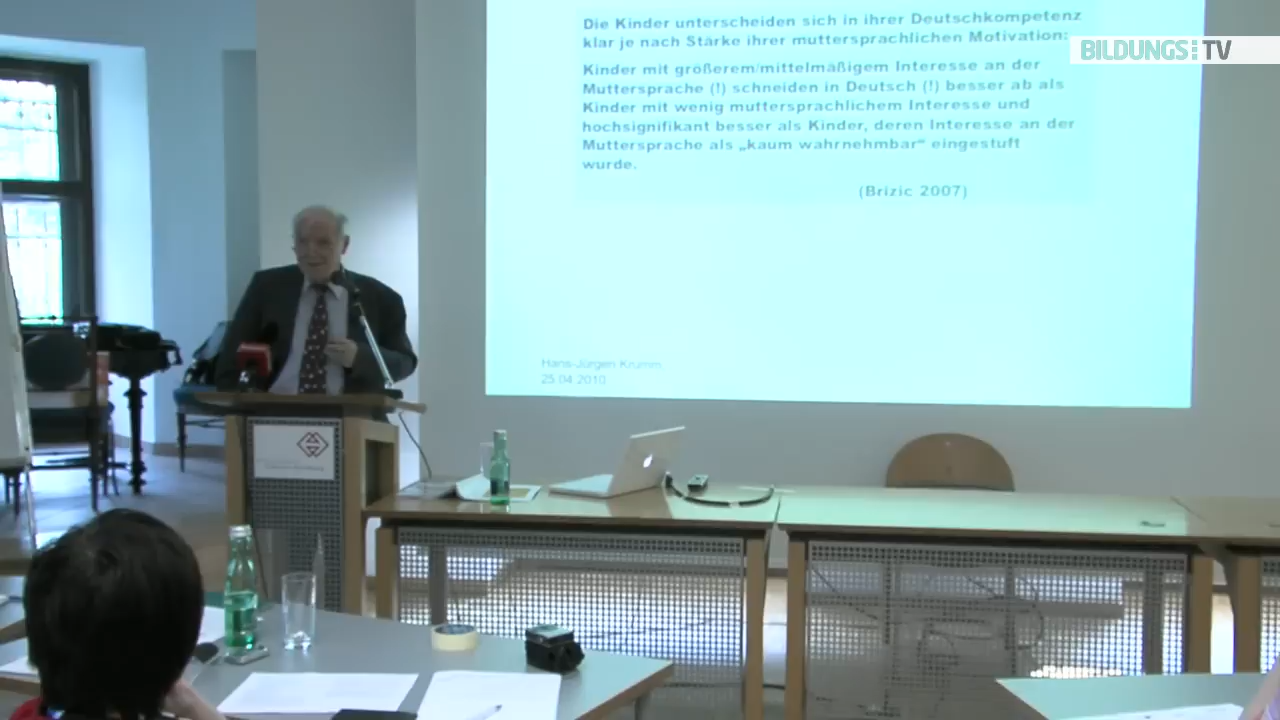 Die Kinder unterscheiden sich in ihrer Deutschkompetenz
klar je nach Stärke ihrer muttersprachlichen Motivation:
BILDUNGS TV
Kinder mit größerem/mittelmäßigem Interesse an der
Muttersprache (!) schneiden in Deutsch (!) besser ab als
Kinder mit wenig muttersprachlichem Interesse und
hochsignifikant besser als Kinder, deren Interesse an der
Muttersprache als „kaum wahrnehmbar“ eingestuft
wurde.
(Brizic 2007)
Hans-Jürgen Krumm
25.04.2010